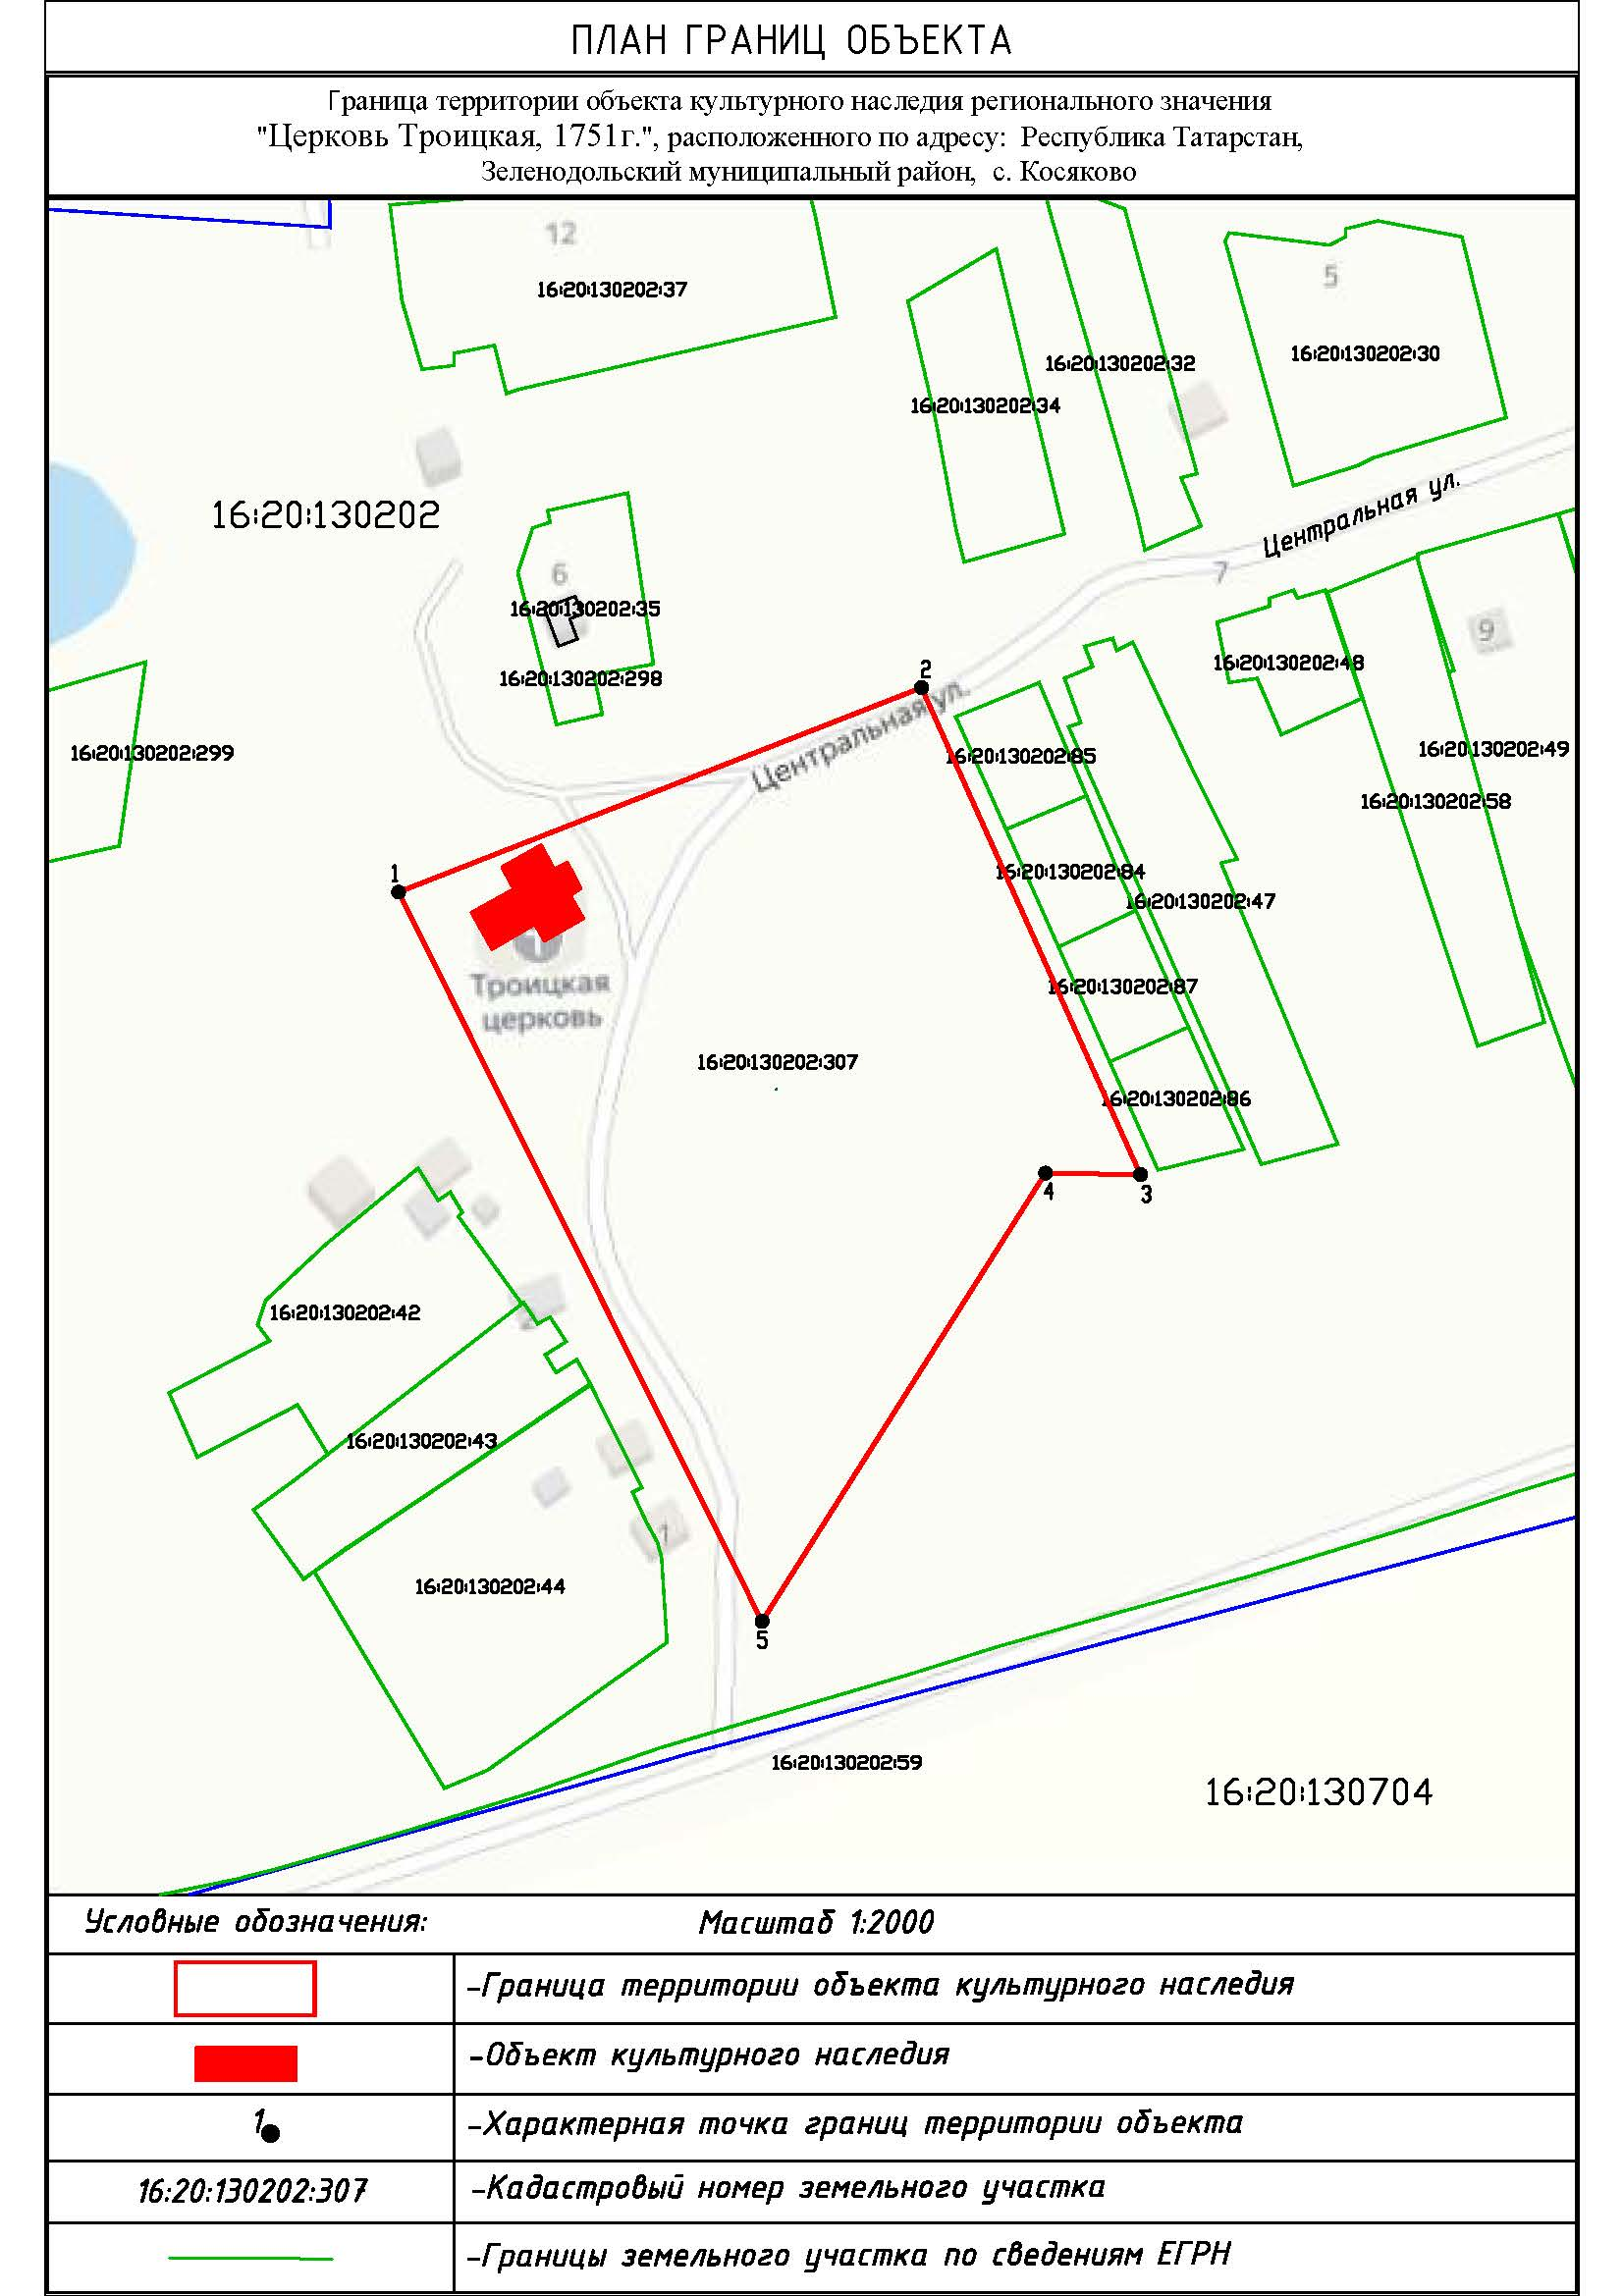 ПЛАН ГРАНИЦ ОБЪЕКТА
Граница территории объекта культурного наследия регионального значения
"Церковь Троицкая, 1751г.", расположенного по адресу: Республика Татарстан,
Зеленодольский муниципальный район, с. Косяково
12
16:20:130202:37
5
16:20:130202:30
16:20:130202:32
16:20:130202:34
16:20:130202
Центральная ул.
7
6
16:20:130202:35
16:20:130202:298
9
16:20:130202:48
2
Центральная ул.
16:20:130202:299
16:20:130202:85
16:20:130202:49
16:20:130202:58
1
16:20:130202:84
16:20:130202:47
Троицкая
церковь
16:20:130202:87
16:20:130202:307
16:20:130202:86
4
3
16:20:130202:42
2
16:20:130202:43
1
16:20:130202:44
5
16:20:130202:59
16:20:130704
Условные обозначения:
Масштаб 1:2000
-Граница территории объекта культурного наследия
-Объект культурного наследия
1
-Характерная точка границ территории объекта
16:20:130202:307
-Кадастровый номер земельного участка
-Границы земельного участка по сведениям ЕГРН